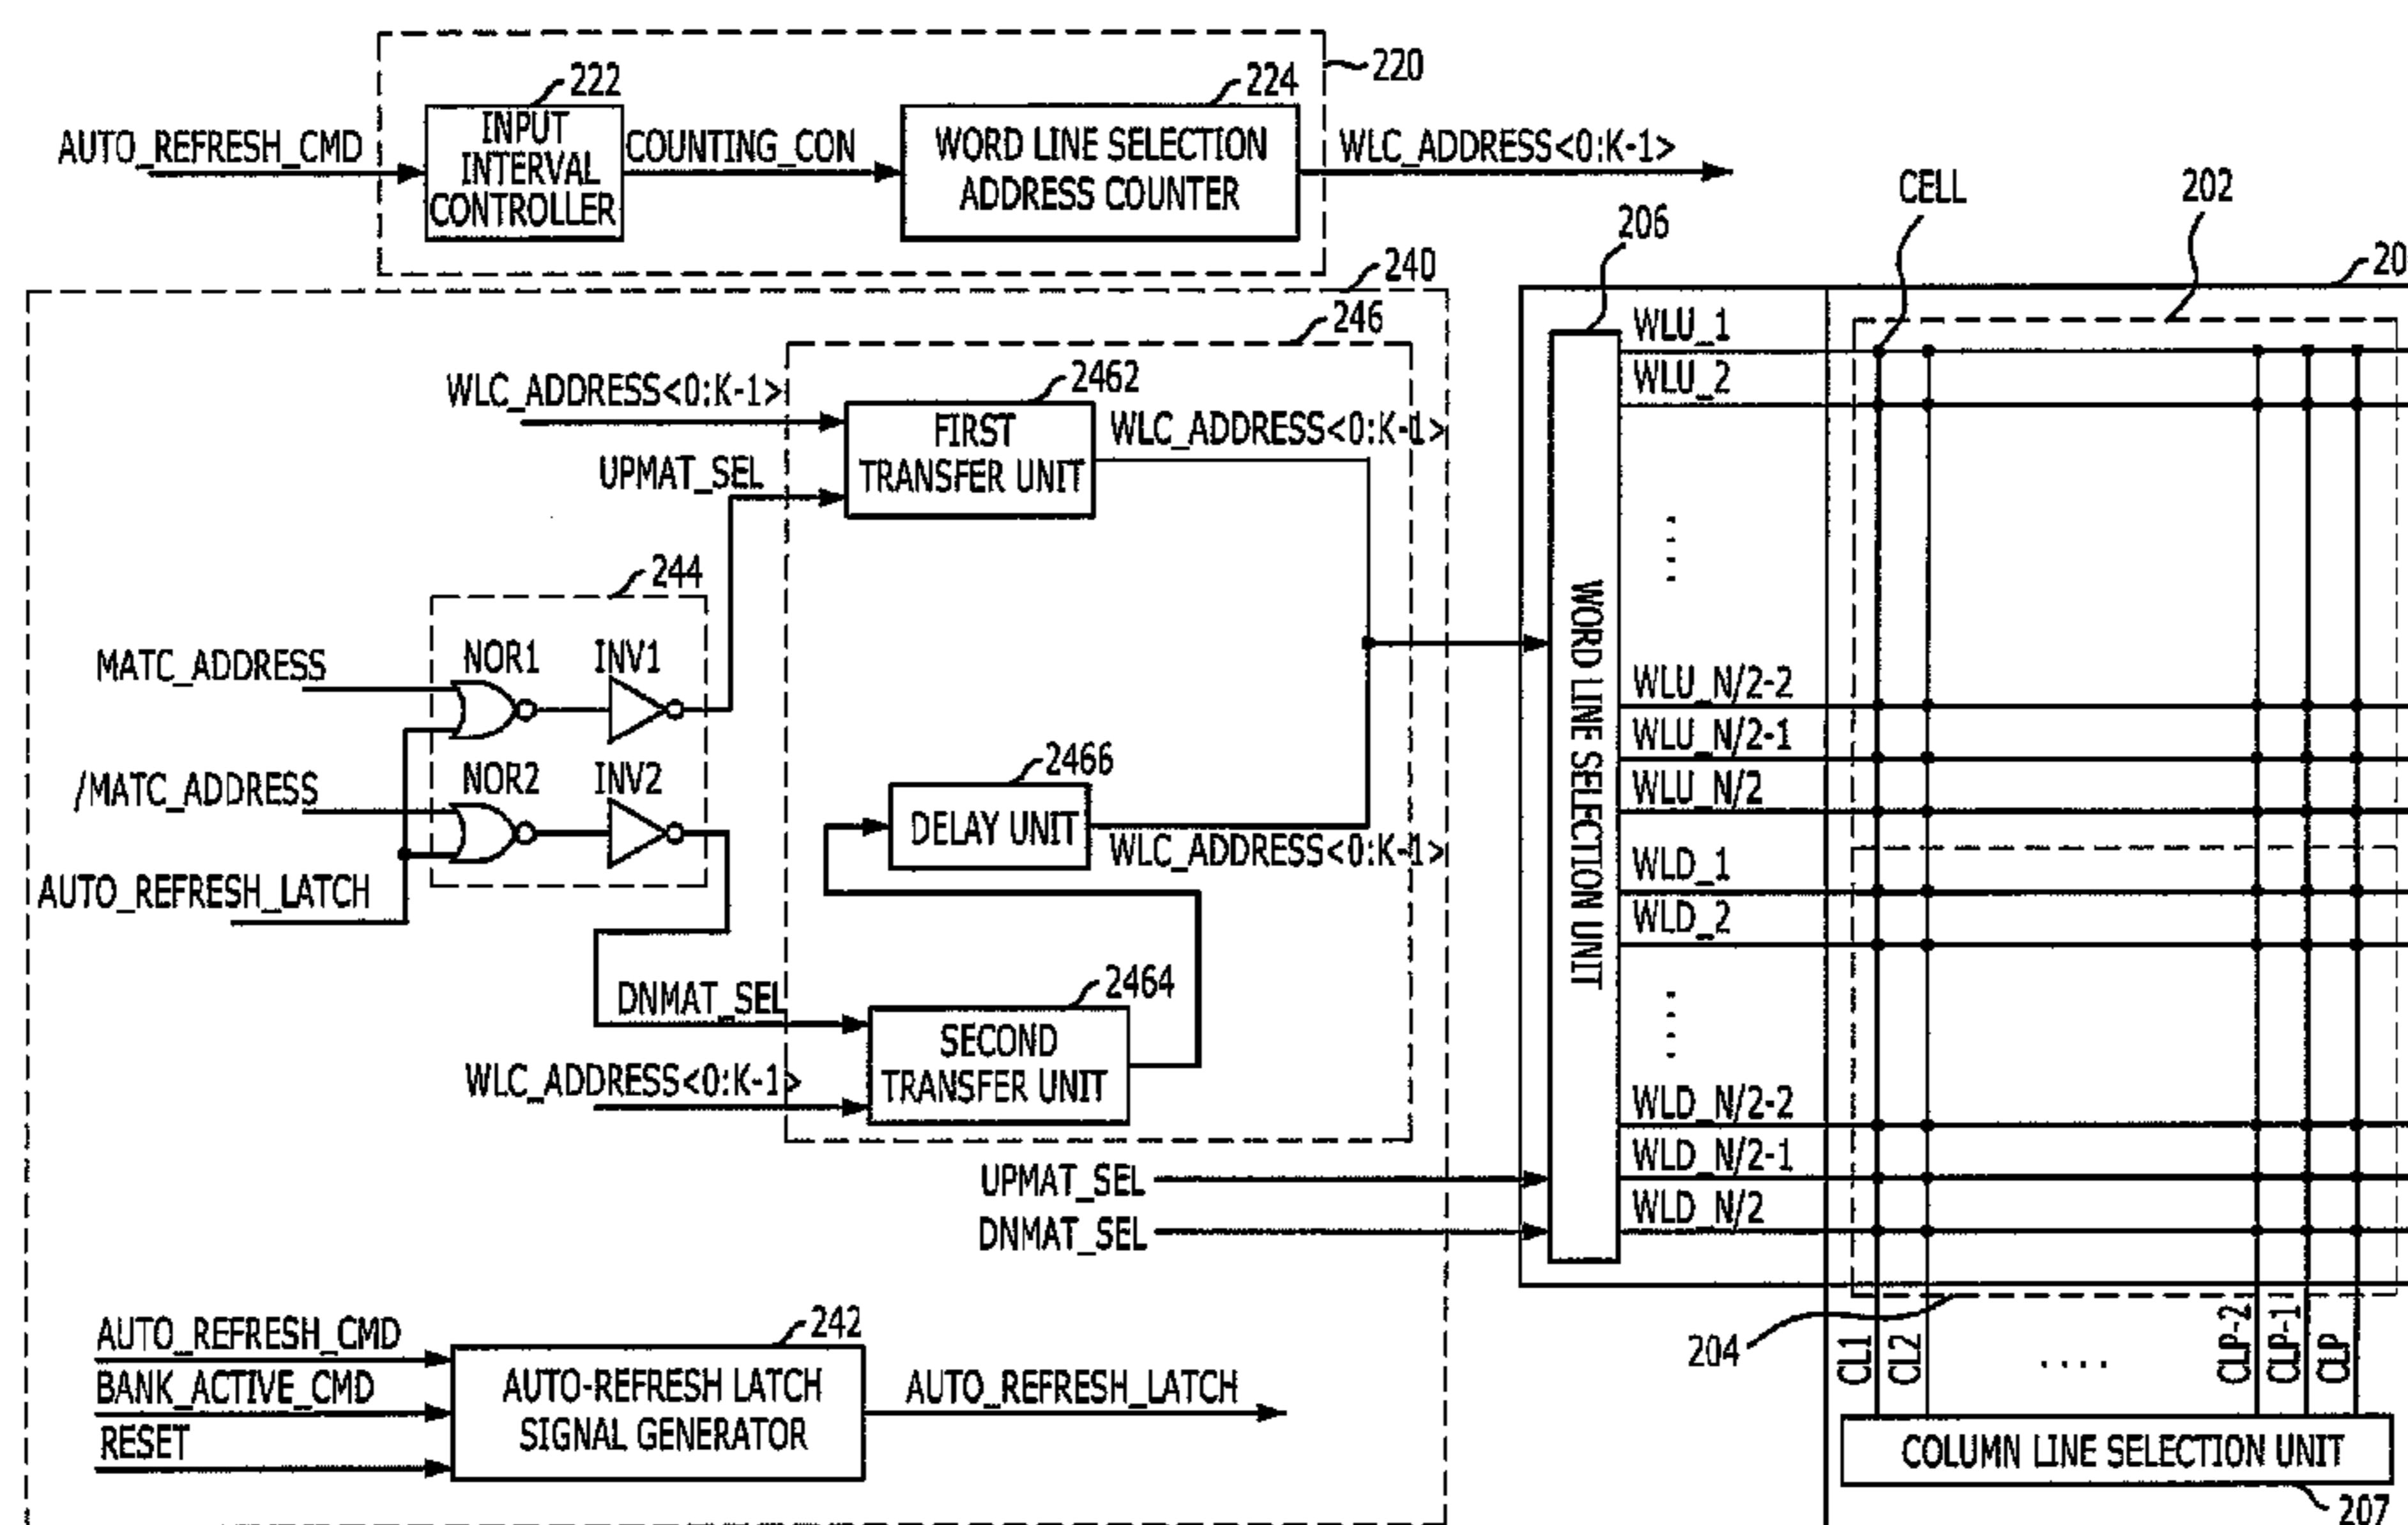 220
222
224
INPUT
INTERVAL
CONTROLLER
AUTO_REFRESH_CMD
COUNTING_CON
WORD LINE SELECTION
ADDRESS COUNTER
WLC_ADDRESS<0:K-1>
CELL
202
206
20
240
246
WLC_ADDRESS<0:K-1>
2462
FIRST
TRANSFER UNIT
WLC_ADDRESS<0:K-1>
UPMAT_SEL
244
MATC_ADDRESS
NOR1
INV1
/MATC_ADDRESS
NOR2
INV2
AUTO_REFRESH_LATCH
2466
DELAY UNIT
WLC_ADDRESS<0:K-1>
DNMAT_SEL
2464
SECOND
TRANSFER UNIT
WLC_ADDRESS<0:K-1>
UPMAT_SEL
DNMAT_SEL
WORD LINE SELECTION UNIT
WLU_1
WLU_2
WLU_N/2-2
WLU_N/2-1
WLU_N/2
WLD_1
WLD_2
WLD_N/2-2
WLD_N/2-1
WLD_N/2
204
CL1
CL2
CLP-2
CLP-1
CLP
COLUMN LINE SELECTION UNIT
207
AUTO_REFRESH_CMD
BANK_ACTIVE_CMD
RESET
242
AUTO-REFRESH LATCH
SIGNAL GENERATOR
AUTO_REFRESH_LATCH